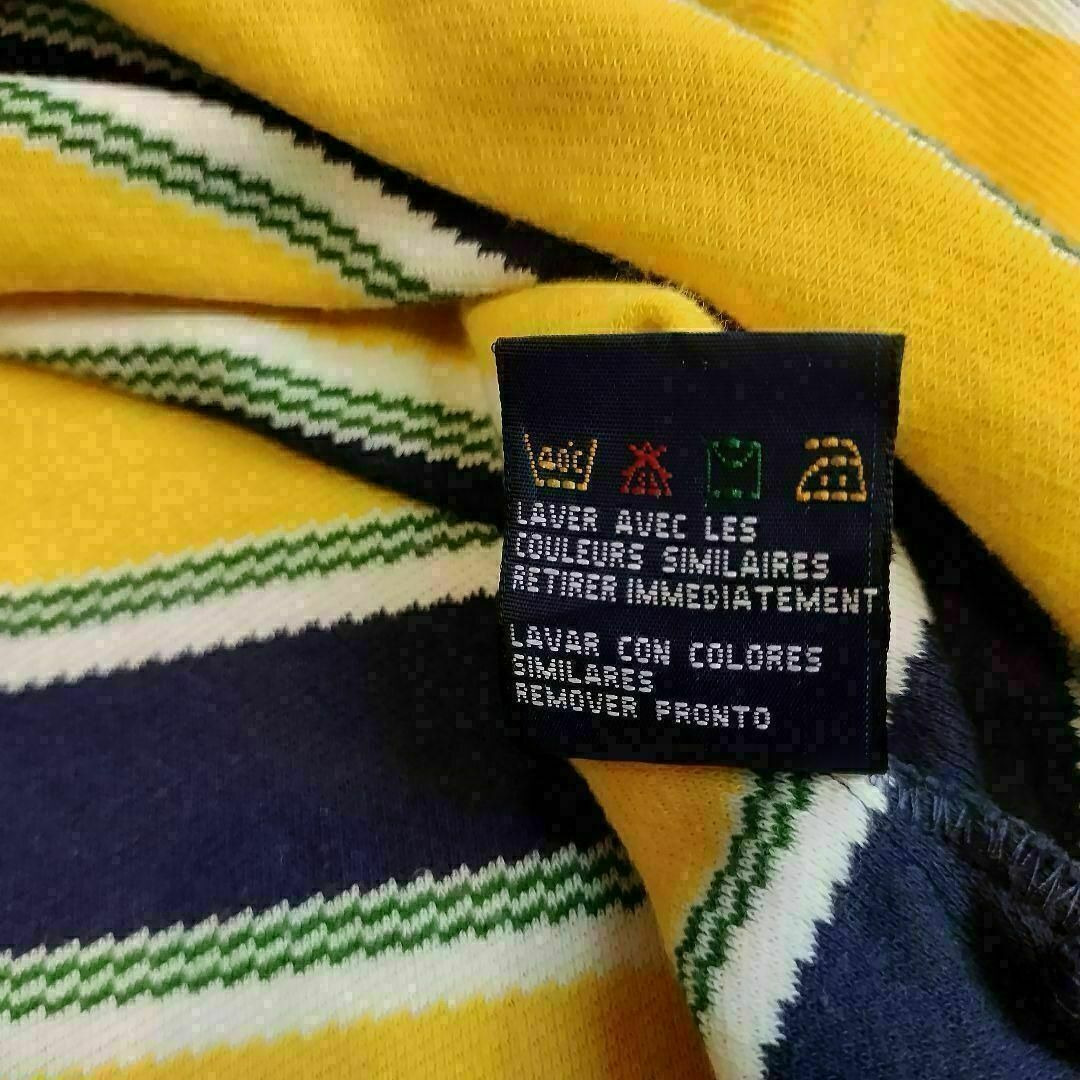 40°C
LAVER AVEC LES
COULEURS SIMILAIRES
RETIRER IMMEDIATEMENT
LAVAR CON COLORES
SIMILARES
REMOVER PRONTO